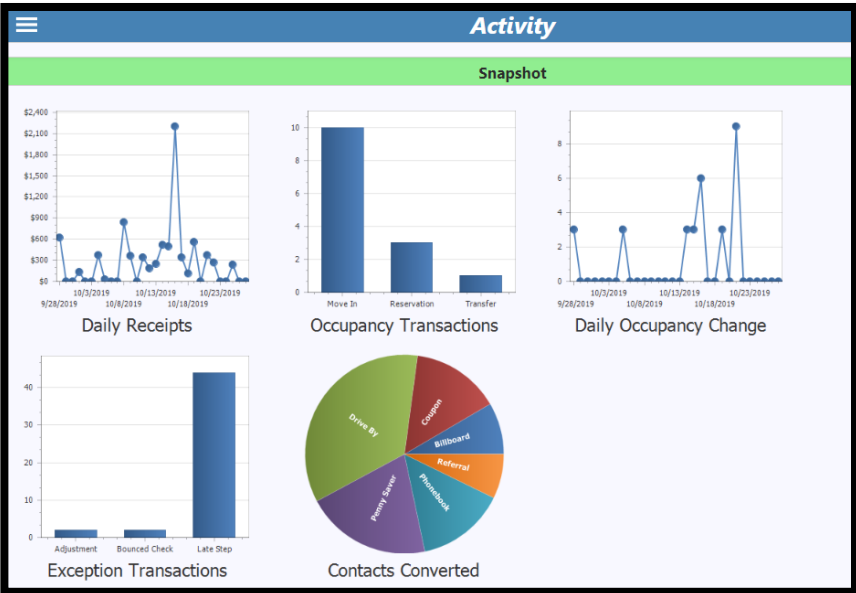 Activity
Snapshot
$2,400
$2,100
$1,800
$1,500
$1,200
$900
$600
$300
$0
10/3/2019 10/13/2019 10/23/2019
9/28/2019 10/8/2019 10/18/2019
Daily Receipts
10
8
6
4
2
0
Move In Reservation Transfer
Occupancy Transactions
8
6
4
2
0
10/3/2019 10/13/2019 10/23/2019
9/28/2019 10/8/2019 10/18/2019
Daily Occupancy Change
40
30
20
10
0
Adjustment Bounced Check Late Step
Exception Transactions
Drive By
Coupon
Billboard
Referral
Phonebook
Penny Saver
Contacts Converted